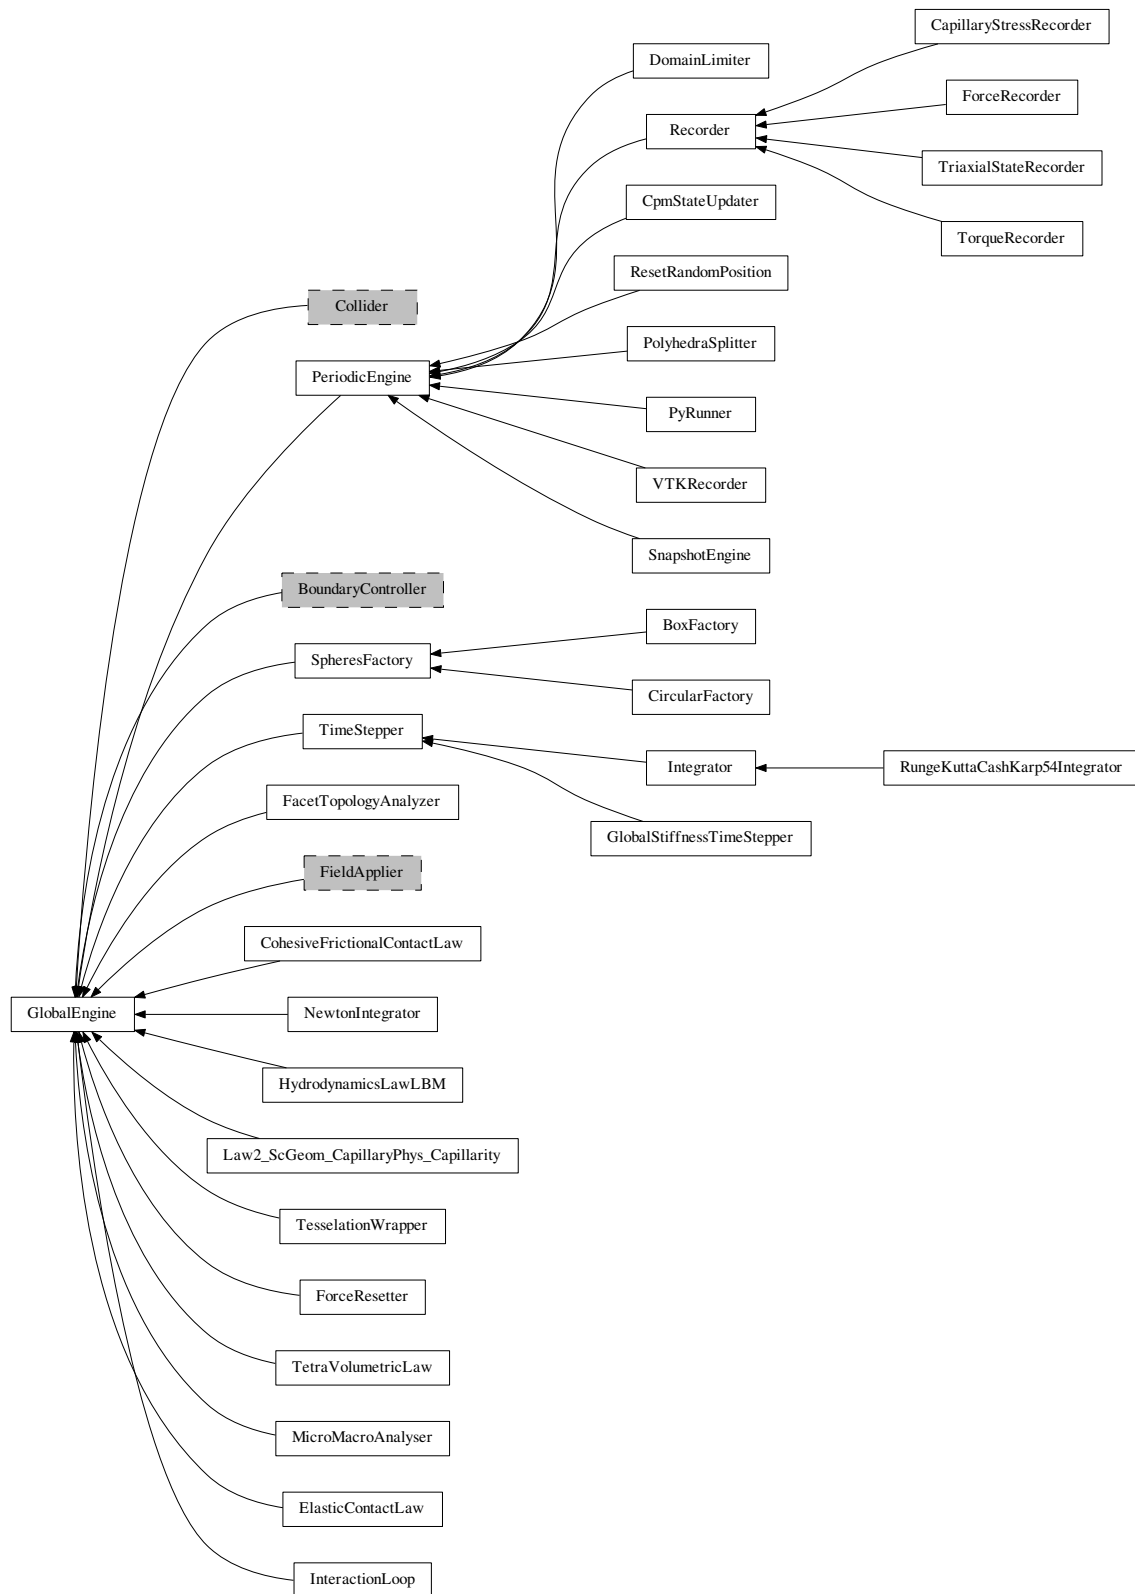 CapillaryStressRecorder
DomainLimiter
ForceRecorder
Recorder
TriaxialStateRecorder
CpmStateUpdater
TorqueRecorder
ResetRandomPosition
Collider
PolyhedraSplitter
PeriodicEngine
PyRunner
VTKRecorder
SnapshotEngine
BoundaryController
BoxFactory
SpheresFactory
CircularFactory
TimeStepper
Integrator
RungeKuttaCashKarp54Integrator
FacetTopologyAnalyzer
GlobalStiffnessTimeStepper
FieldApplier
CohesiveFrictionalContactLaw
GlobalEngine
NewtonIntegrator
HydrodynamicsLawLBM
Law2_ScGeom_CapillaryPhys_Capillarity
TesselationWrapper
ForceResetter
TetraVolumetricLaw
MicroMacroAnalyser
ElasticContactLaw
InteractionLoop